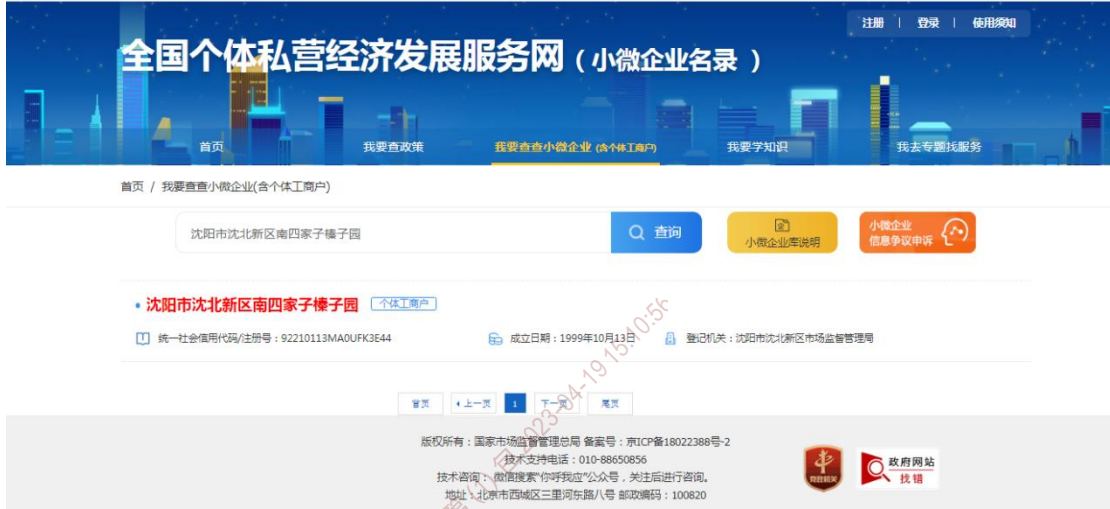 注册 | 登录 | 使用须知
全国个体私营经济发展服务网（小微企业名录）
首页 我要查政策 我要查查小微企业 (含个体工商户) 我要学知识 我去专题找服务
首页 / 我要查查小微企业(含个体工商户)
沈阳市沈北新区南四家子榛子园 查询 小微企业库说明 小微企业
信息争议申诉
沈阳市沈北新区南四家子榛子园 个体工商户
统一社会信用代码/注册号：92210113MA0UFK3E44 成立日期：1999年10月13日 登记机关：沈阳市沈北新区市场监督管理局
首页 上一页 1 下一页 尾页
版权所有：国家市场监督管理总局 备案号：京ICP备18022388号-2
技术支持电话：010-88650856
技术咨询：微信搜索“你呼我应”公众号，关注后进行咨询。
地址：北京市西城区三里河东路八号 邮政编码：100820
党政机关 政府网站
找错
2023-04-19 15:10:56